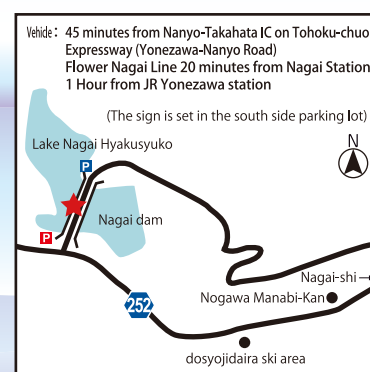 Vehicle : 45 minutes from Nanyo-Takahata IC on Tohoku-chuo
Expressway (Yonezawa-Nanyo Road)
Flower Nagai Line 20 minutes from Nagai Station
1 Hour from JR Yonezawa station
(The sign is set in the south side parking lot)
Lake Nagai Hyakusyuko
N
P
Nagai dam
P
Nagai-shi
252
Nogawa Manabi-Kan
dosyojidaira ski area